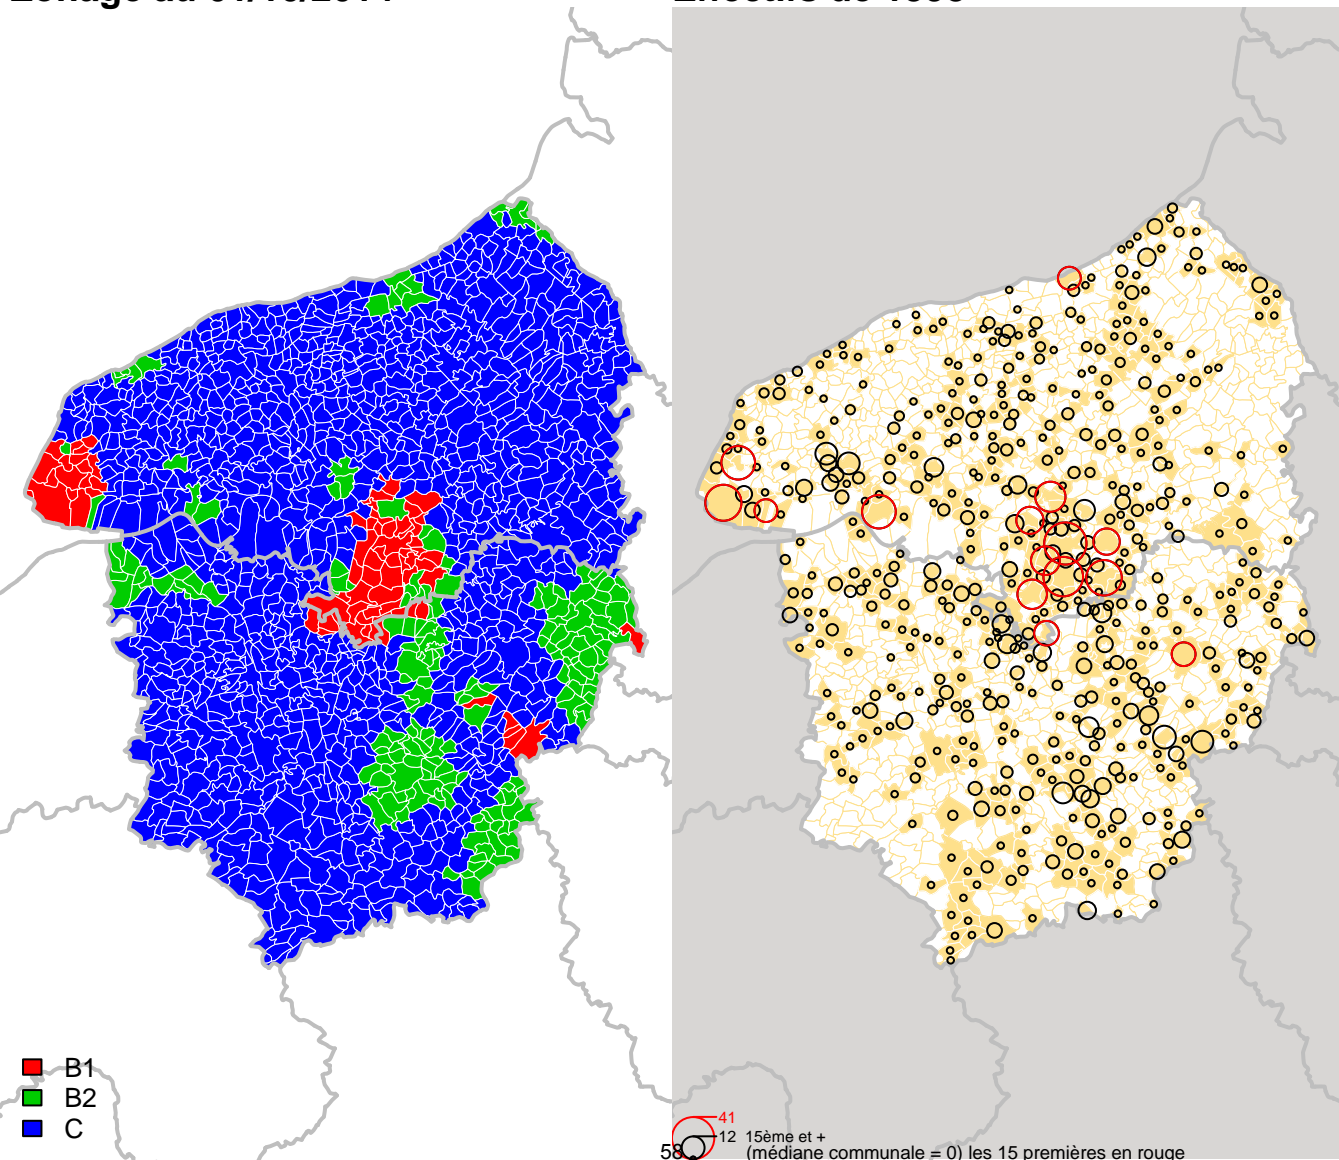 B1
B2
C
41
12 15ème et +
(médiane communale = 0) les 15 premières en rouge
58